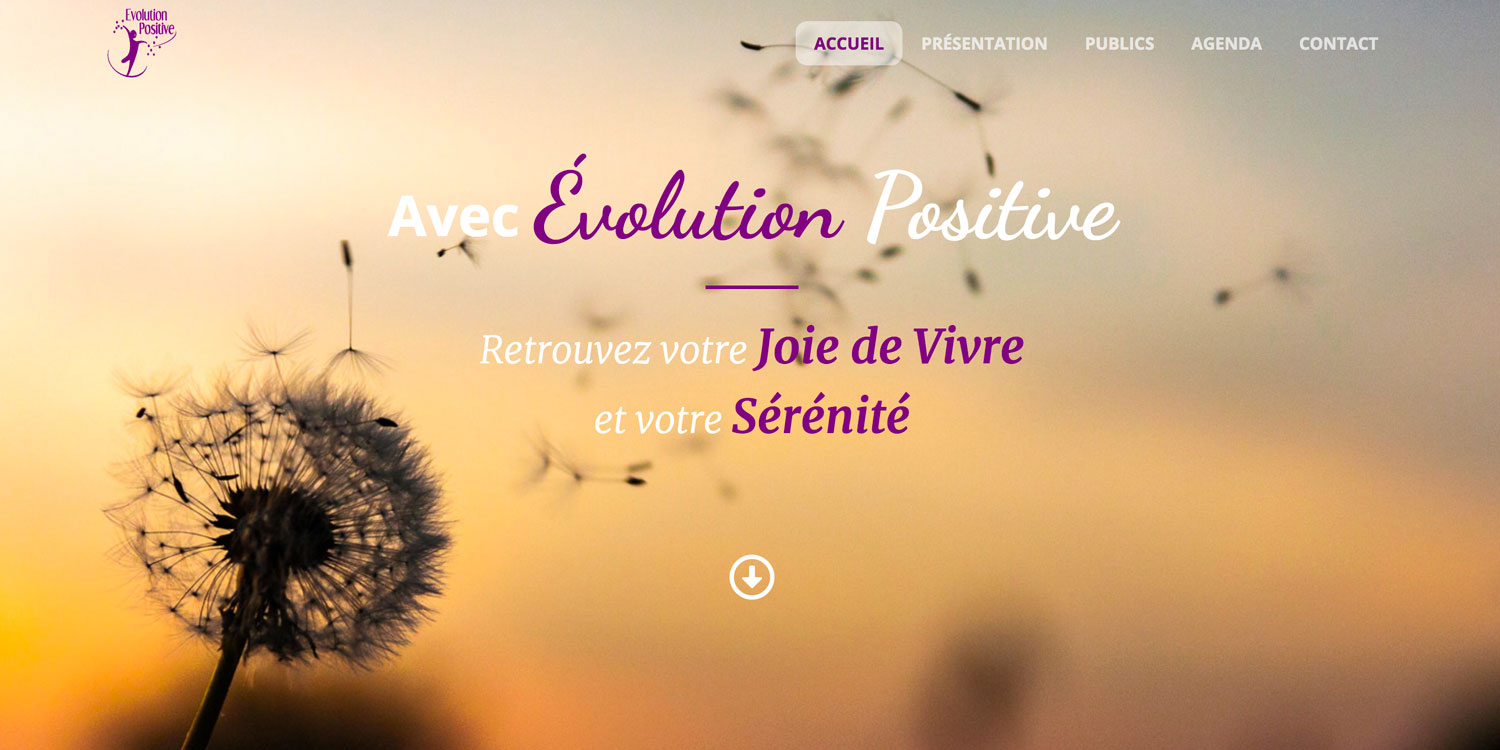 Evolution
Positive
ACCUEIL PRÉSENTATION PUBLICS AGENDA CONTACT
Avec Évolution Positive
Retrouvez votre Joie de Vivre
et votre Sérénité